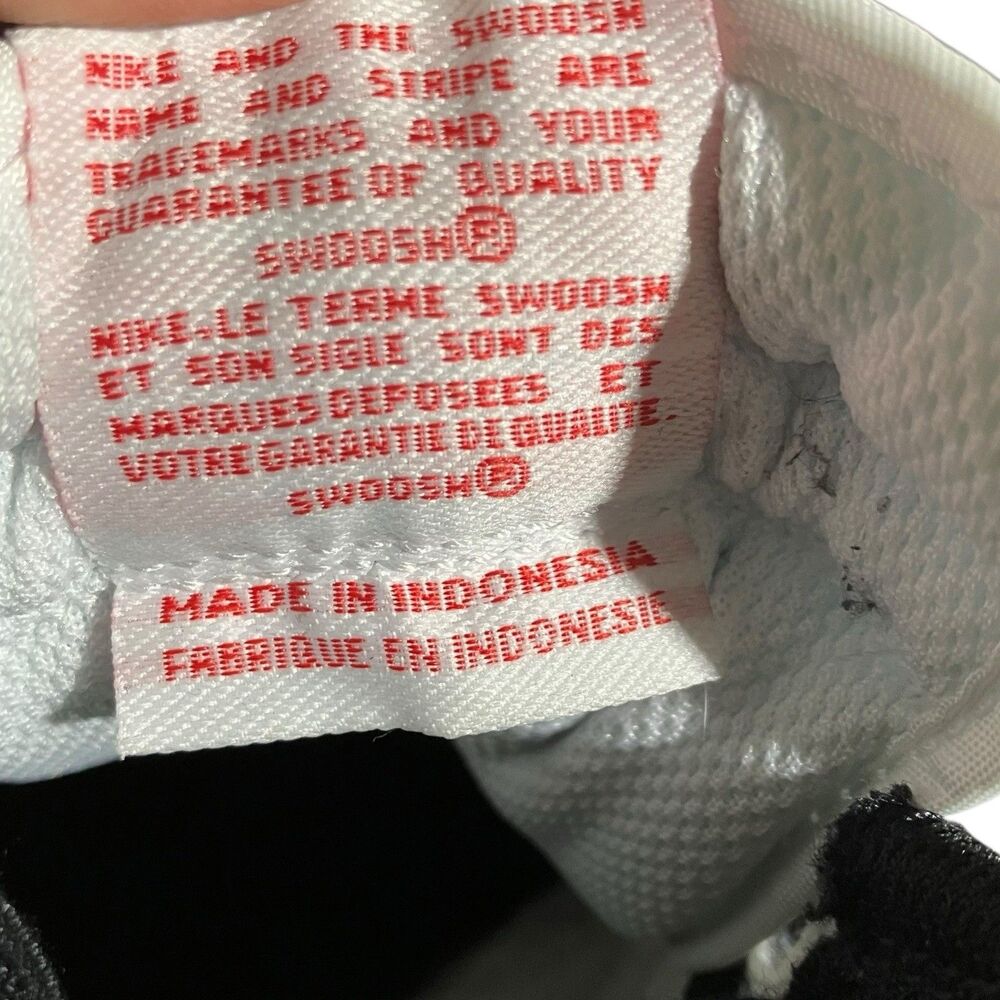 NIKE AND THE SWOOSH
NAME AND STRIPE ARE
TRADEMARKS AND YOUR
GUARANTEE OF QUALITY
SWOOSH®
NIKE-LE TERME SWOOSH
ET SON SIGLE SONT DES
MARQUES DEPOSEES ET
VOTRE GARANTIE DE QUALITE.
SWOOSH®
MADE IN INDONESIA
FABRIQUE EN INDONESIE